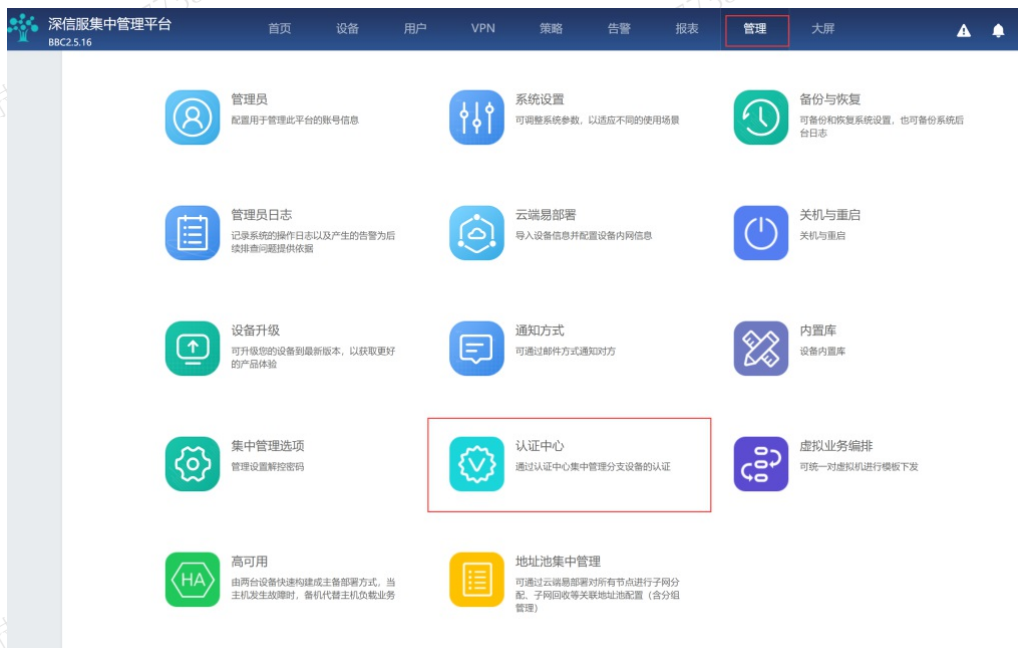 深信服集中管理平台
BBC2.5.16
首页 设备 用户 VPN 策略 告警 报表 管理 大屏
管理员
配置用于管理此平台的账号信息
系统设置
可调整系统参数，以适应不同的使用场景
备份与恢复
可备份和恢复系统设置，也可备份系统后
台日志
管理员日志
记录系统的操作日志以及产生的告警为后
续排查问题提供依据
云端易部署
导入设备信息并配置设备内网信息
关机与重启
关机与重启
设备升级
可升级您的设备到最新版本，以获取更好
的产品体验
通知方式
可通过邮件方式通知对方
内置库
设备内置库
集中管理选项
管理设置解控密码
认证中心
通过认证中心集中管理分支设备的认证
虚拟业务编排
可统一对虚拟机进行模板下发
HA
高可用
由两台设备快速构建成主备部署方式，当
主机发生故障时，备机代替主机负载业务
地址池集中管理
可通过云端易部署对所有节点进行子网分
配、子网回收等关联地址池配置（含分组
管理）